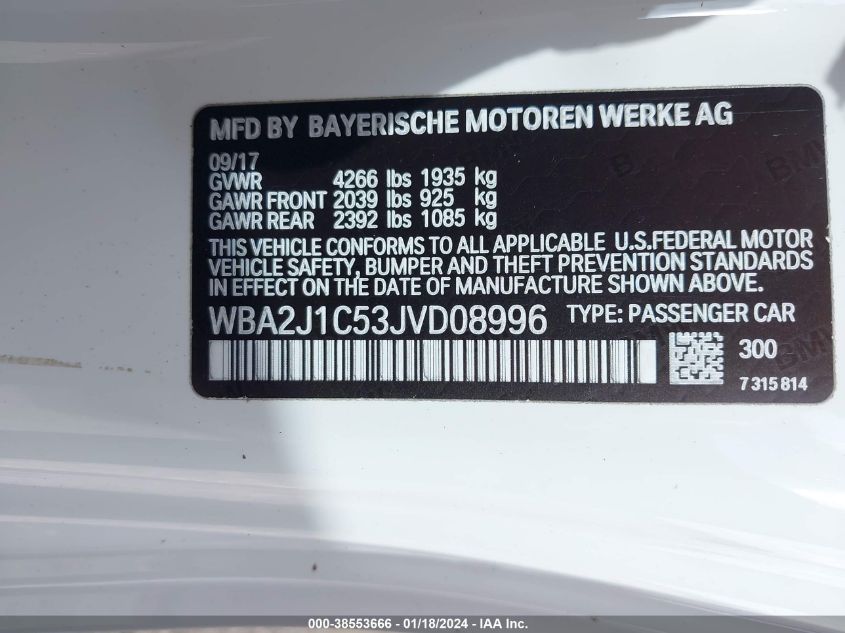 MFD BY BAYERISCHE MOTOREN WERKE AG
09/17
GVWR 4266 lbs 1935 kg
GAWR FRONT 2039 lbs 925 kg
GAWR REAR 2392 lbs 1085 kg
THIS VEHICLE CONFORMS TO ALL APPLICABLE U.S.FEDERAL MOTOR
VEHICLE SAFETY, BUMPER AND THEFT PREVENTION STANDARDS
IN EFFECT ON THE DATE OF MANUFACTURE SHOWN ABOVE.
WBA2J1C53JVD08996 TYPE: PASSENGER CAR
300
7 315 814
000-38553666 - 01/18/2024 - IAA Inc.